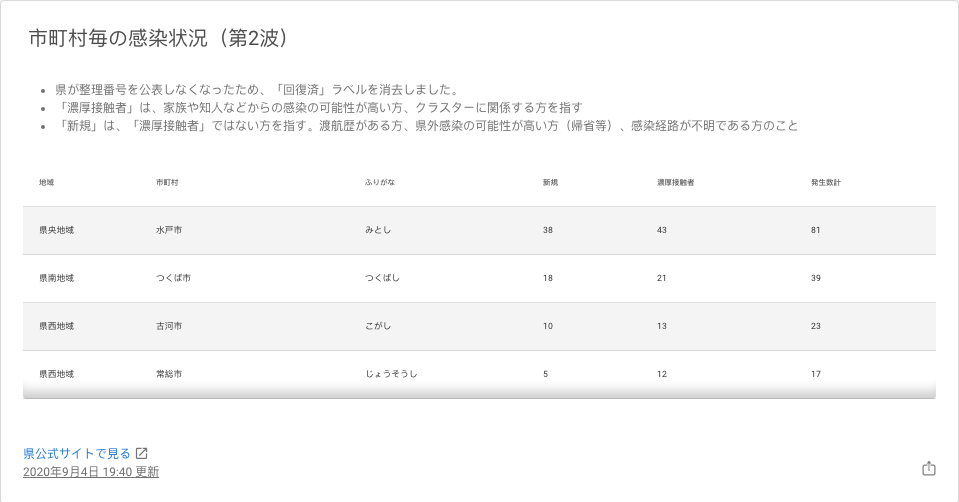 市町村毎の感染状況（第2波）
県が整理番号を公表しなくなったため、「回復済」ラベルを消去しました。
「濃厚接触者」は、家族や知人などからの感染の可能性が高い方、クラスターに関係する方を指す
「新規」は、「濃厚接触者」ではない方を指す。渡航歴がある方、県外感染の可能性が高い方（帰省等）、感染経路が不明である方のこと
地域 市町村 ふりがな 新規 濃厚接触者 発生数計
県央地域 水戸市 みとし 38 43 81
県南地域 つくば市 つくばし 18 21 39
県西地域 古河市 こがし 10 13 23
県西地域 常総市 じょうそうし 5 12 17
県公式サイトで見る
2020年9月4日 19:40 更新